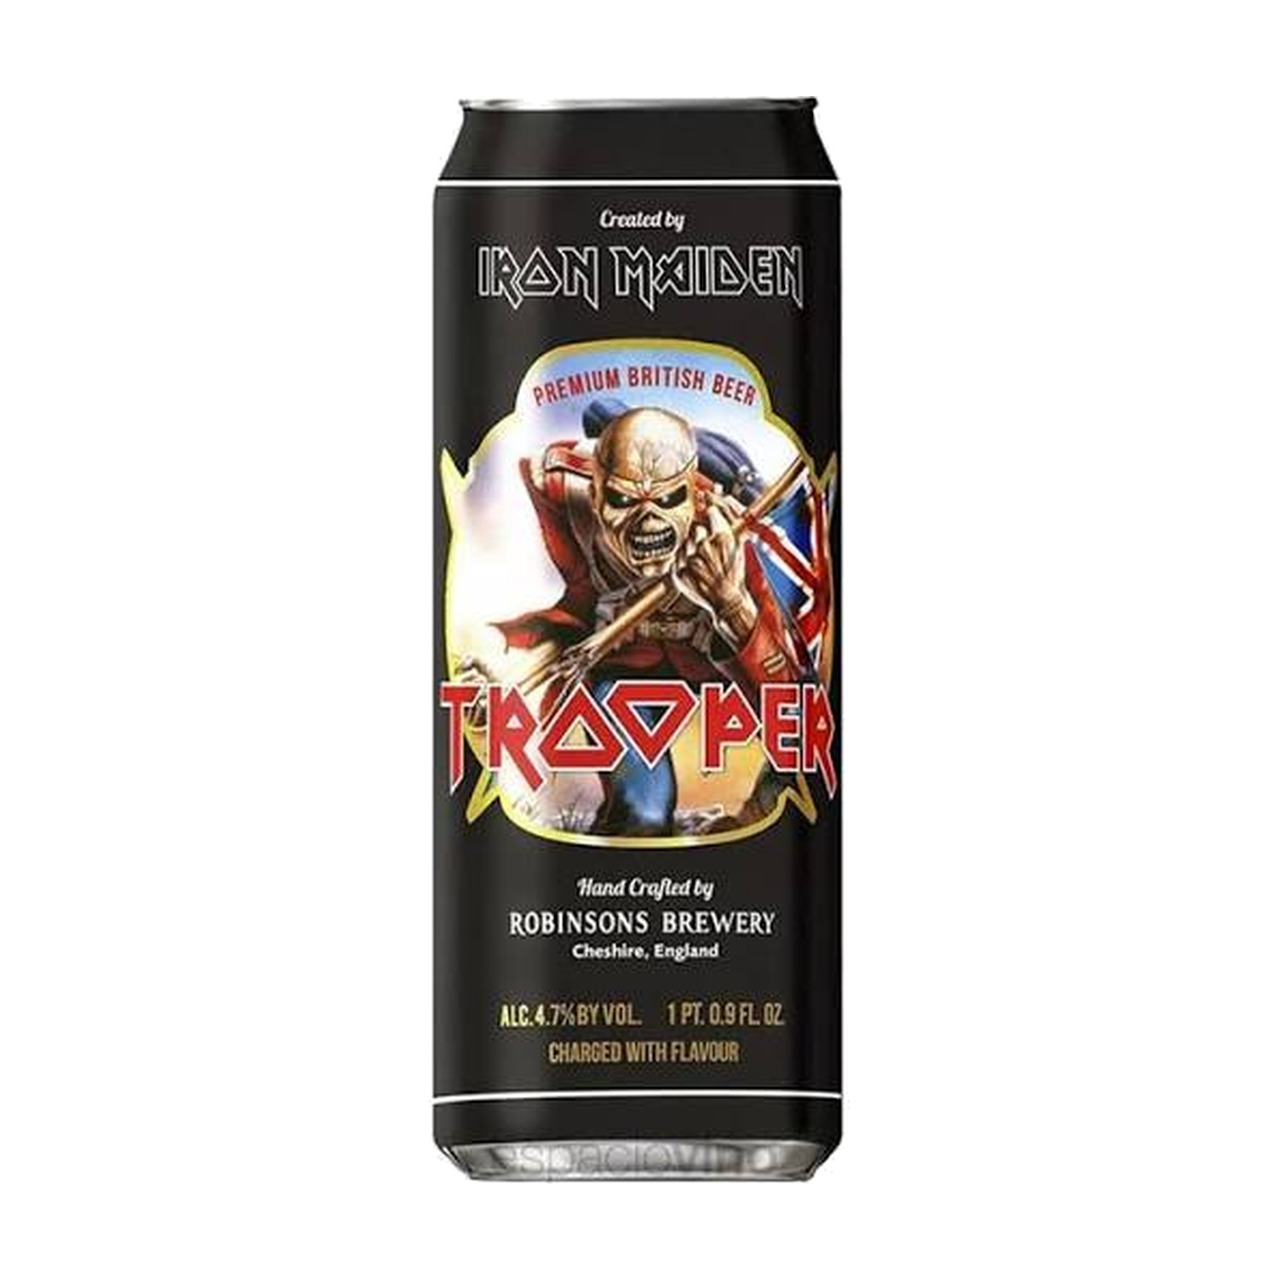 Created by
IRON MAIDEN
PREMIUM BRITISH BEER
TROOPER
Hand Crafted by
ROBINSONS BREWERY
Cheshire, England
ALC. 4.7% BY VOL. 1 PT. 0.9 FL. OZ.
CHARGED WITH FLAVOUR
espaciovino